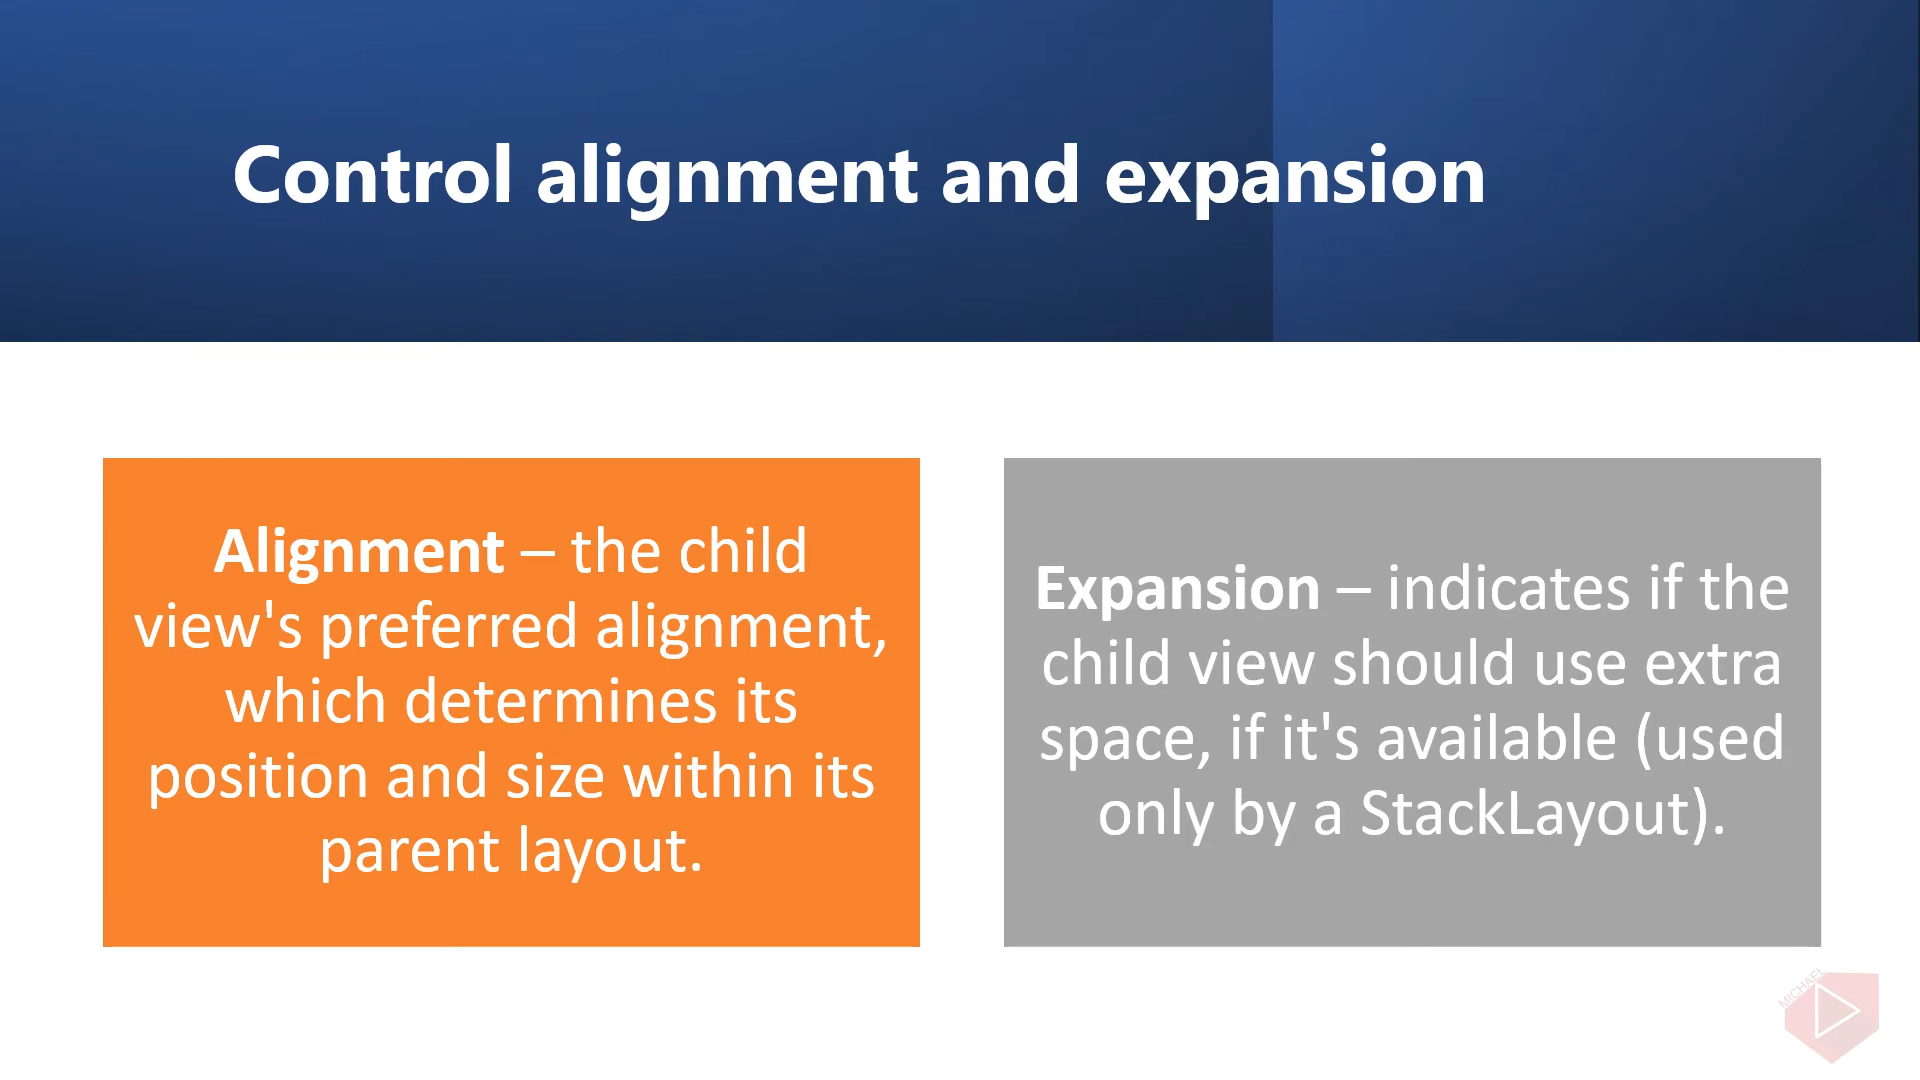 Control alignment and expansion
Alignment – the child
view's preferred alignment,
which determines its
position and size within its
parent layout.
Expansion – indicates if the
child view should use extra
space, if it's available (used
only by a StackLayout).
MICHAEL